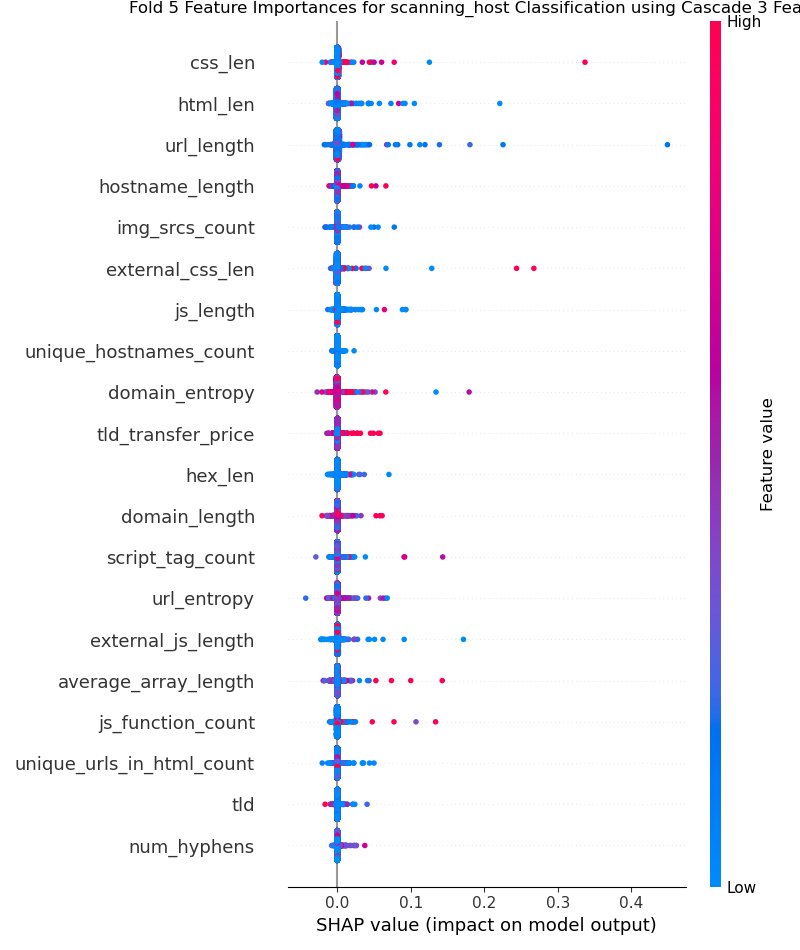 Fold 5 Feature Importances for scanning_host Classification using Cascade 3 Fea
High
css_len
html_len
url_length
hostname_length
img_srcs_count
external_css_len
js_length
unique_hostnames_count
domain_entropy
tld_transfer_price
hex_len
domain_length
script_tag_count
url_entropy
external_js_length
average_array_length
js_function_count
unique_urls_in_html_count
tld
num_hyphens
Feature value
Low
0.0 0.1 0.2 0.3 0.4
SHAP value (impact on model output)